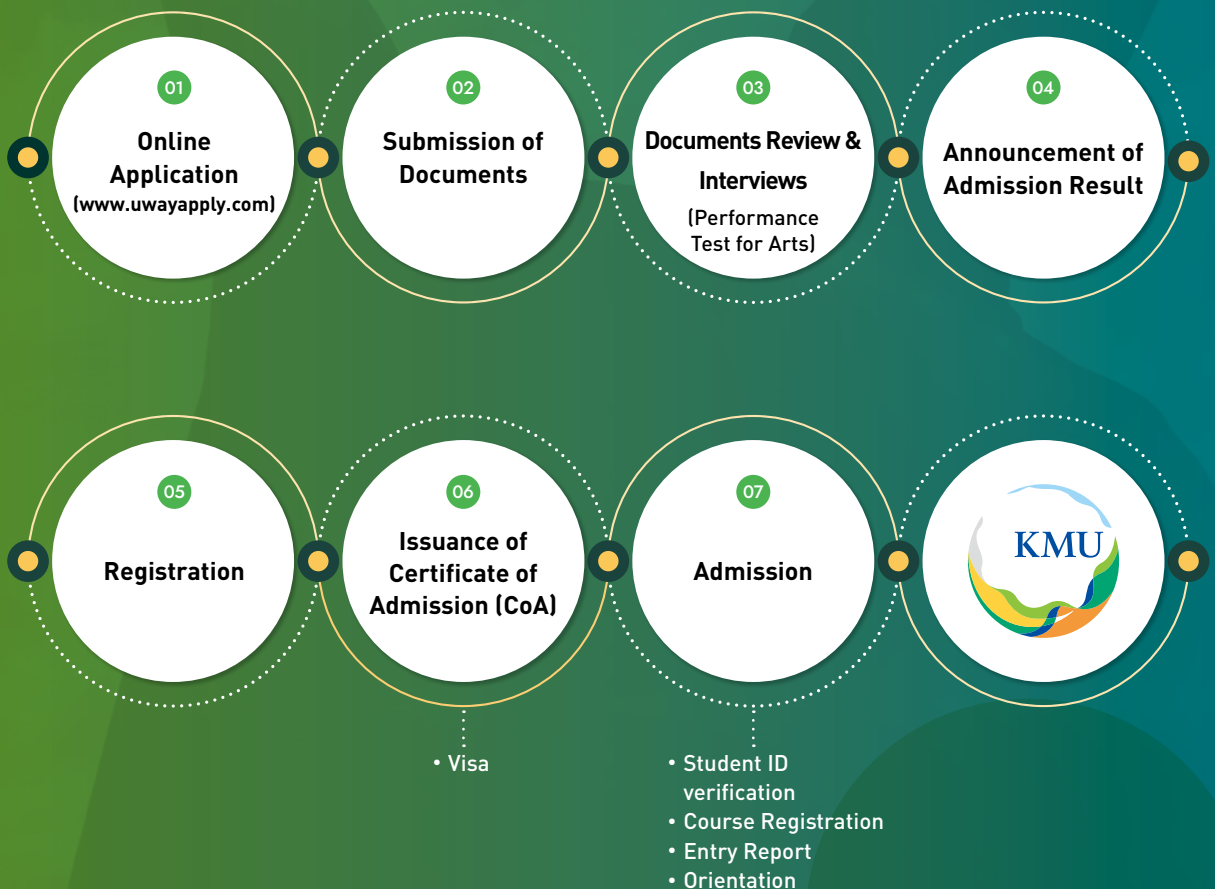 01
Online
Application
(www.uwayapply.com)
02
Submission of
Documents
03
Documents Review &
Interviews
(Performance
Test for Arts)
04
Announcement of
Admission Result
05
Registration
06
Issuance of
Certificate of
Admission (CoA)
• Visa
07
Admission
• Student ID
verification
• Course Registration
• Entry Report
• Orientation
KMU